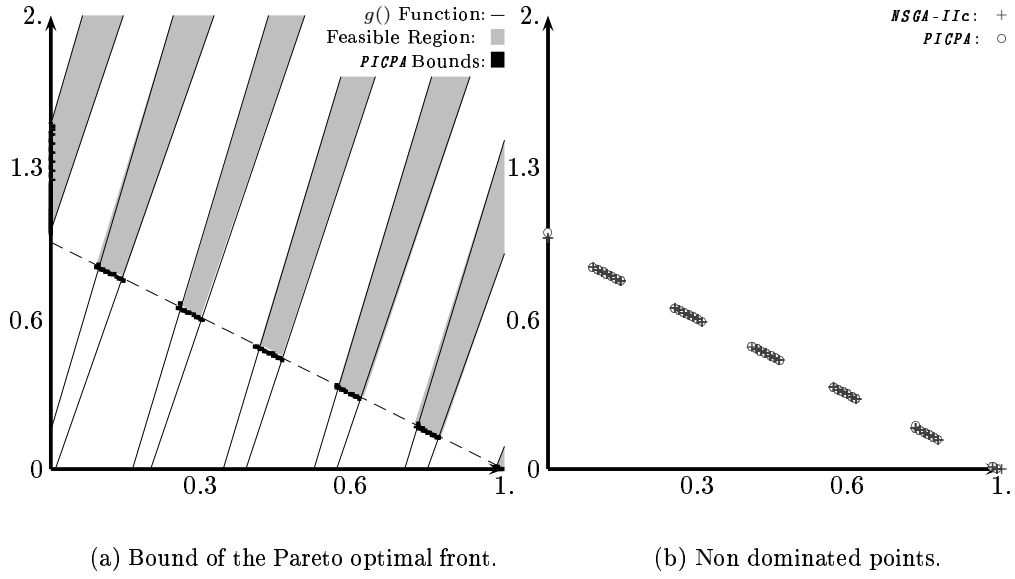 2.
1.3
0.6
0
0.3
0.6
1.
g() Function: –
Feasible Region:
PICPA Bounds:
(a) Bound of the Pareto optimal front.
2.
1.3
0.6
0
0.3
0.6
1.
NSGA-IIc: +
PICPA: ○
(b) Non dominated points.